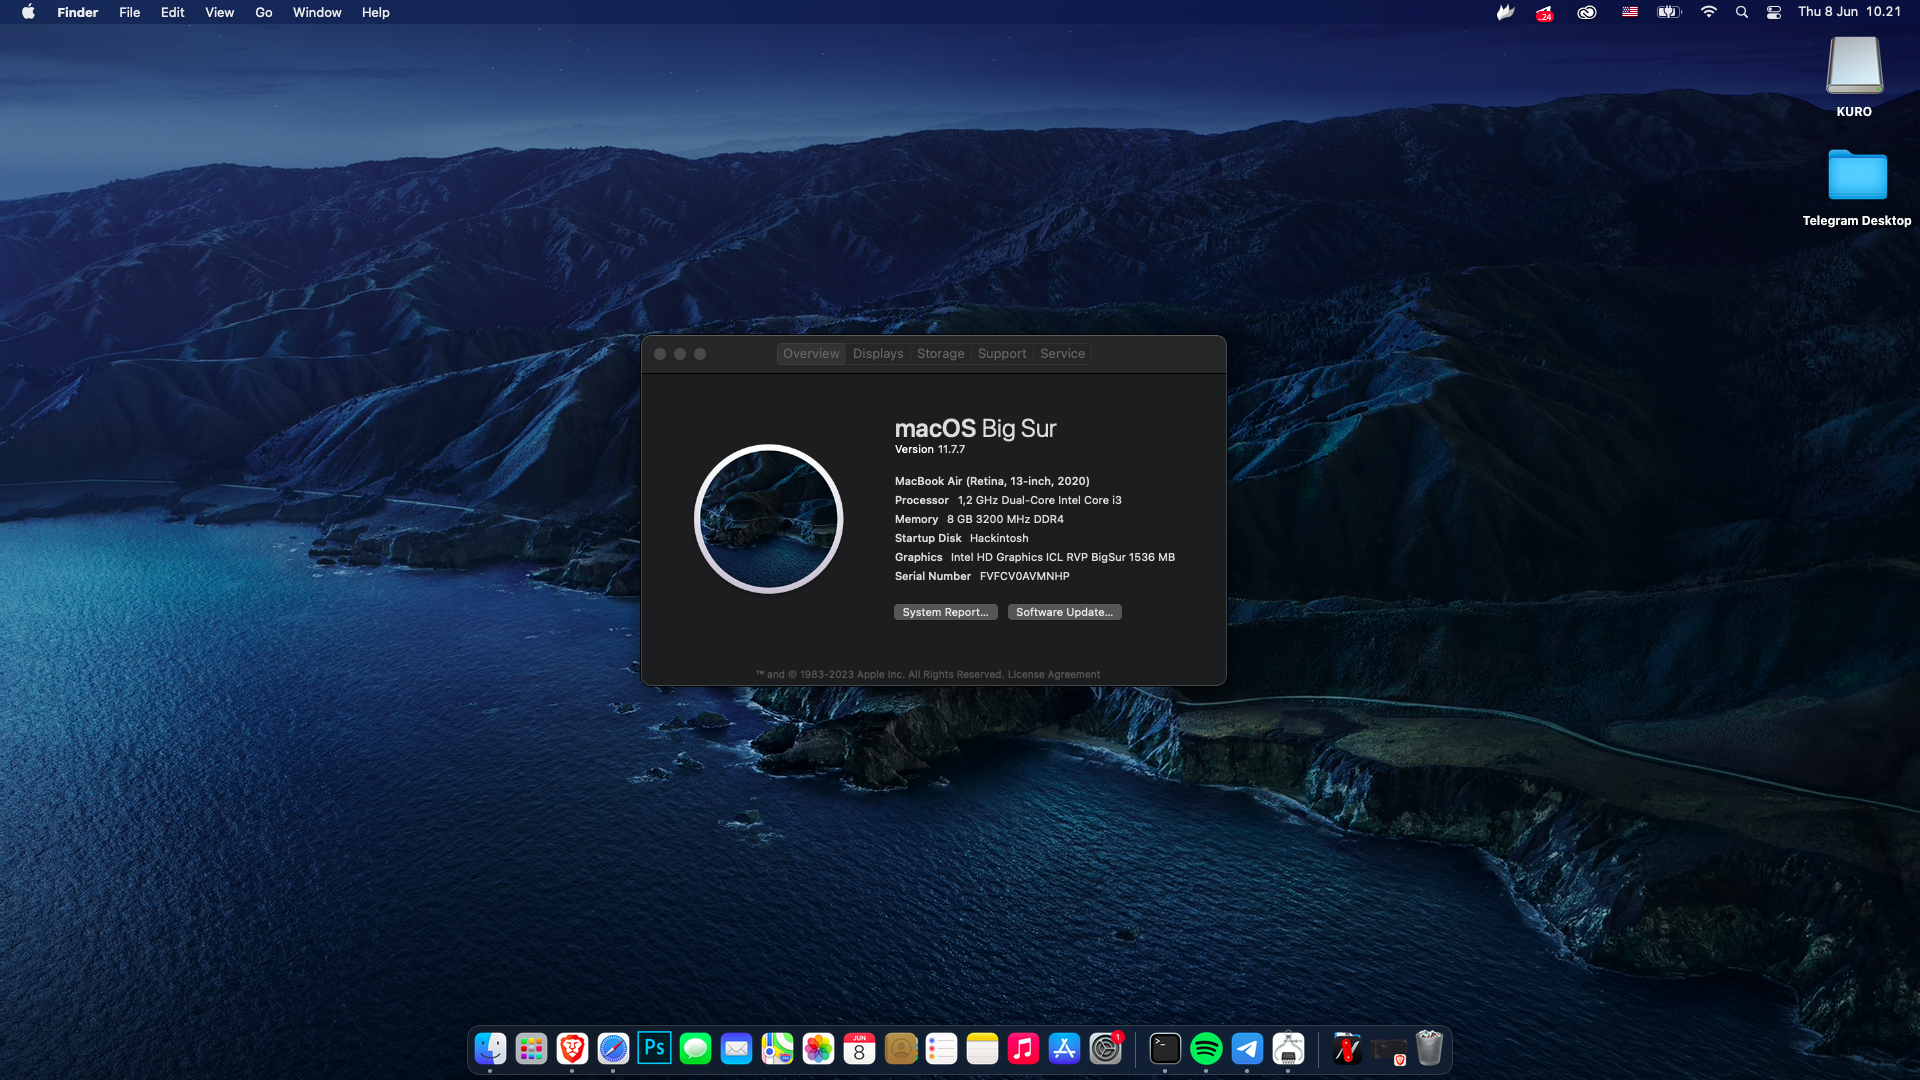 Finder File Edit View Go Window Help
24
Thu 8 Jun 10.21
KURO
Telegram Desktop
Overview Displays Storage Support Service
macOS Big Sur
Version 11.7.7
MacBook Air (Retina, 13-inch, 2020)
Processor 1,2 GHz Dual-Core Intel Core i3
Memory 8 GB 3200 MHz DDR4
Startup Disk Hackintosh
Graphics Intel HD Graphics ICL RVP BigSur 1536 MB
Serial Number FVFCV0AVMNHP
System Report... Software Update...
™ and © 1983-2023 Apple Inc. All Rights Reserved. License Agreement
Ps
JUN
8
1
>_